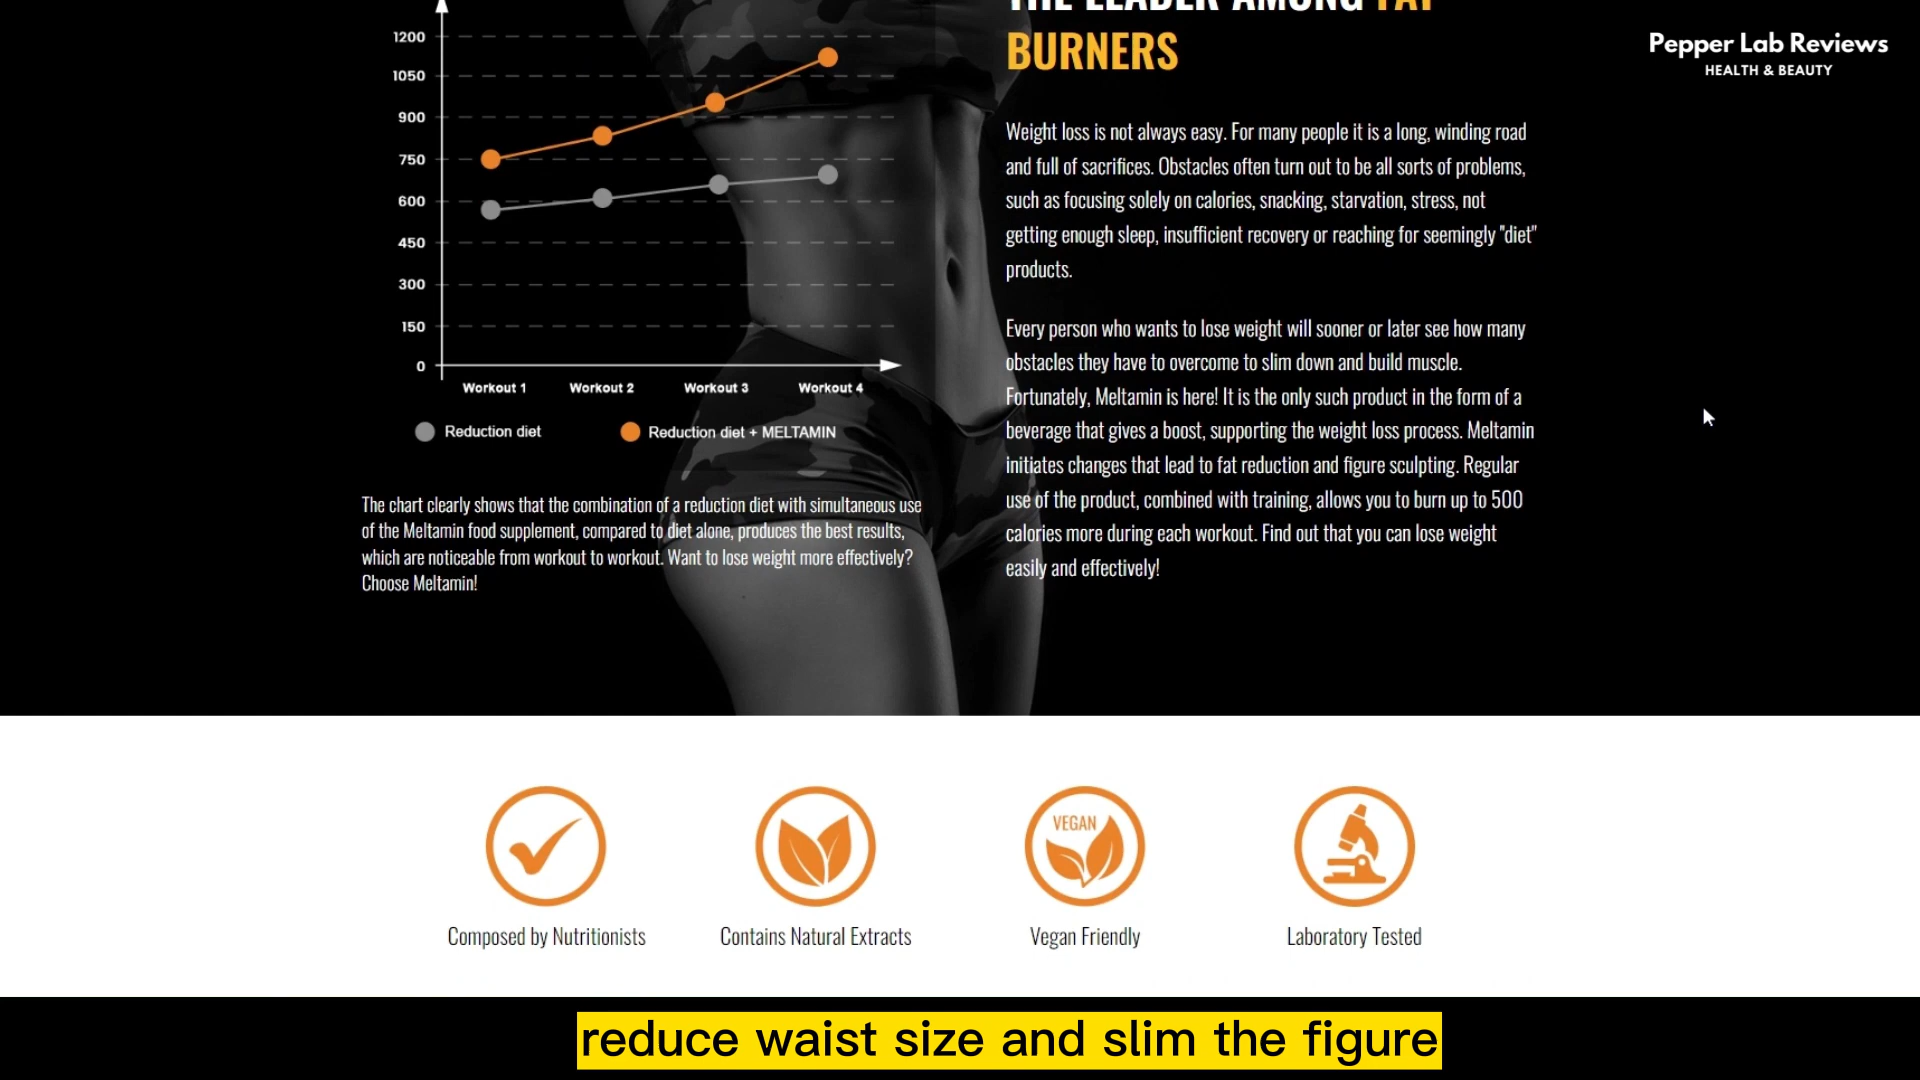 THE LEADER AMONG FAT
BURNERS
Pepper Lab Reviews
HEALTH & BEAUTY
1200
1050
900
750
600
450
300
150
0
Workout 1 Workout 2 Workout 3 Workout 4
Reduction diet Reduction diet + MELTAMIN
The chart clearly shows that the combination of a reduction diet with simultaneous use
of the Meltamin food supplement, compared to diet alone, produces the best results,
which are noticeable from workout to workout. Want to lose weight more effectively?
Choose Meltamin!
Weight loss is not always easy. For many people it is a long, winding road
and full of sacrifices. Obstacles often turn out to be all sorts of problems,
such as focusing solely on calories, snacking, starvation, stress, not
getting enough sleep, insufficient recovery or reaching for seemingly "diet"
products.
Every person who wants to lose weight will sooner or later see how many
obstacles they have to overcome to slim down and build muscle.
Fortunately, Meltamin is here! It is the only such product in the form of a
beverage that gives a boost, supporting the weight loss process. Meltamin
initiates changes that lead to fat reduction and figure sculpting. Regular
use of the product, combined with training, allows you to burn up to 500
calories more during each workout. Find out that you can lose weight
easily and effectively!
VEGAN
Composed by Nutritionists Contains Natural Extracts Vegan Friendly Laboratory Tested
reduce waist size and slim the figure